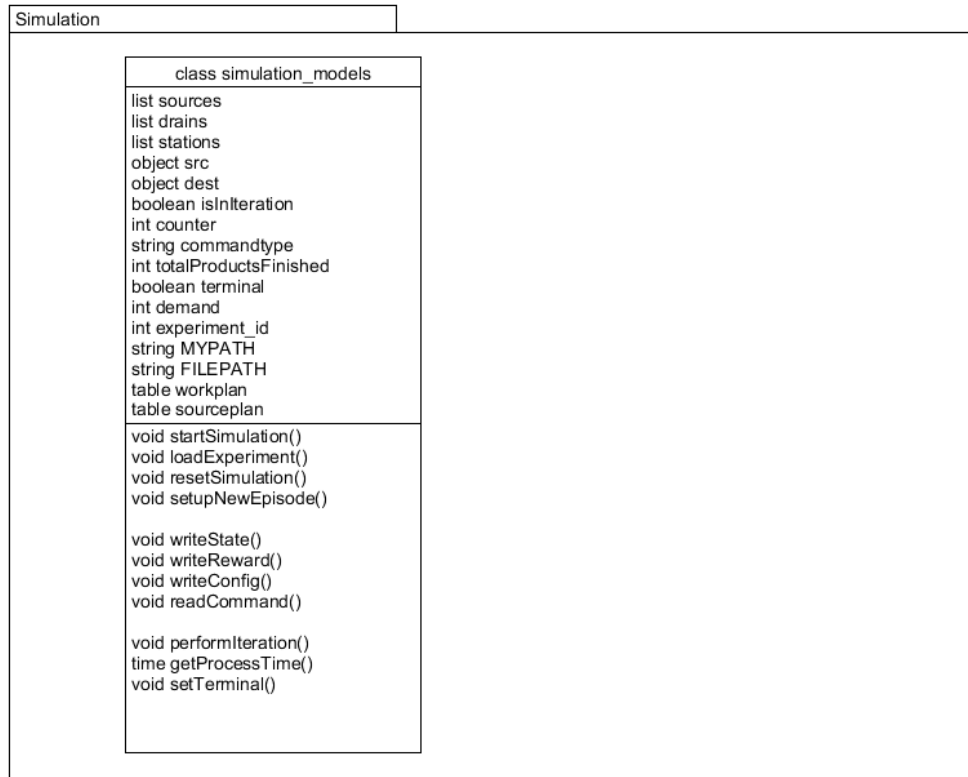 Simulation
class simulation_models
list sources
list drains
list stations
object src
object dest
boolean isInIteration
int counter
string commandtype
int totalProductsFinished
boolean terminal
int demand
int experiment_id
string MYPATH
string FILEPATH
table workplan
table sourceplan
void startSimulation()
void loadExperiment()
void resetSimulation()
void setupNewEpisode()
void writeState()
void writeReward()
void writeConfig()
void readCommand()
void performIteration()
time getProcessTime()
void setTerminal()